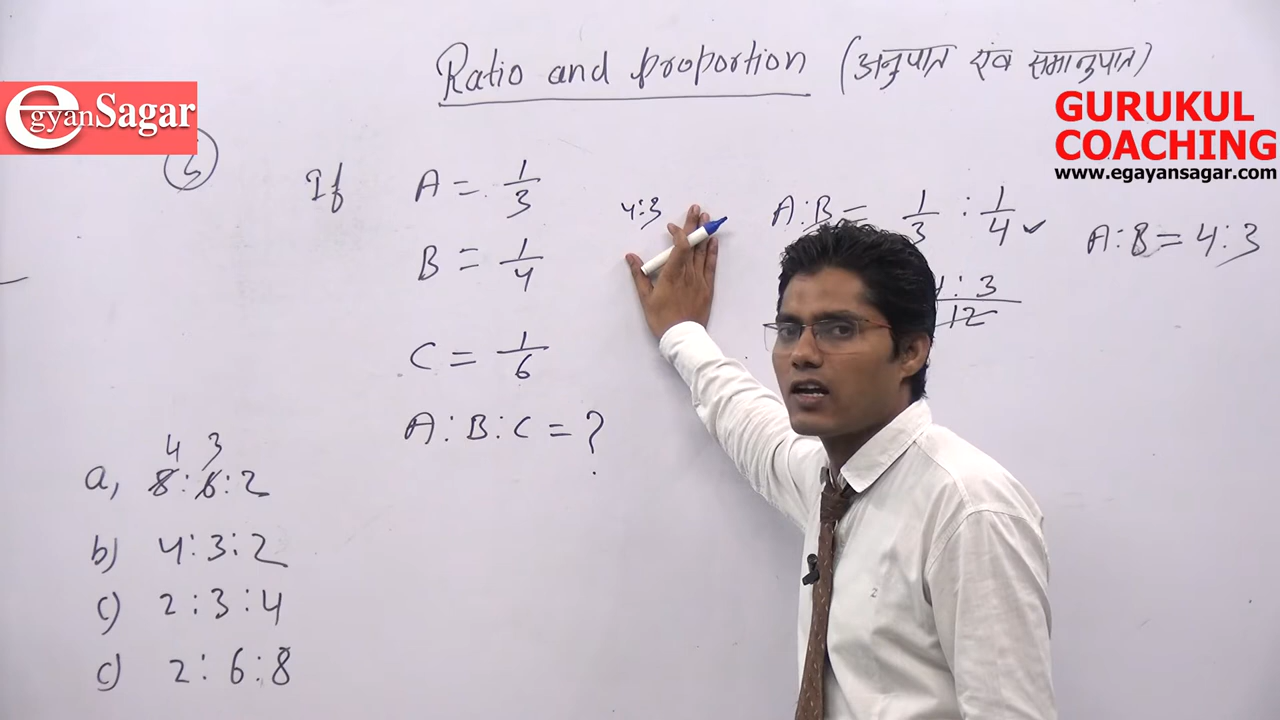 Ratio and proportion (अनुपात एवं समानुपात)
egyanSagar
GURUKUL
COACHING
www.egayansagar.com
If A = 1/3
B = 1/4
C = 1/6
A:B:C = ?
4:3
A:B = 1/3 : 1/4 ✓
4:3/12
A:B = 4:3
4 3
a, 8:6:2
b) 4:3:2
c) 2:3:4
c) 2:6:8